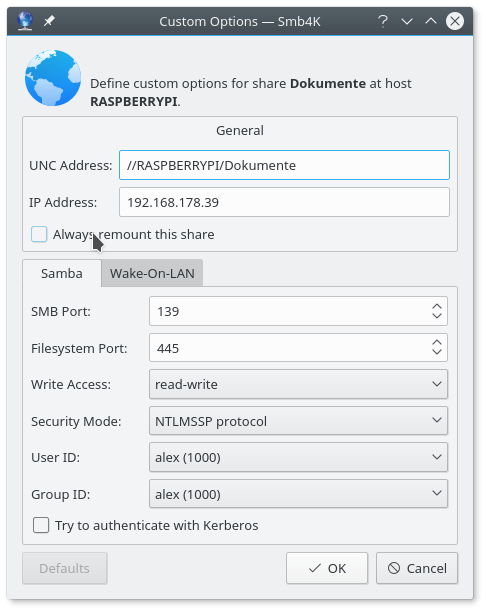 Custom Options — Smb4K
Define custom options for share Dokumente at host
RASPBERRYPI.
General
UNC Address: //RASPBERRYPI/Dokumente
IP Address: 192.168.178.39
Always remount this share
Samba Wake-On-LAN
SMB Port: 139
Filesystem Port: 445
Write Access: read-write
Security Mode: NTLMSSP protocol
User ID: alex (1000)
Group ID: alex (1000)
Try to authenticate with Kerberos
Defaults OK Cancel